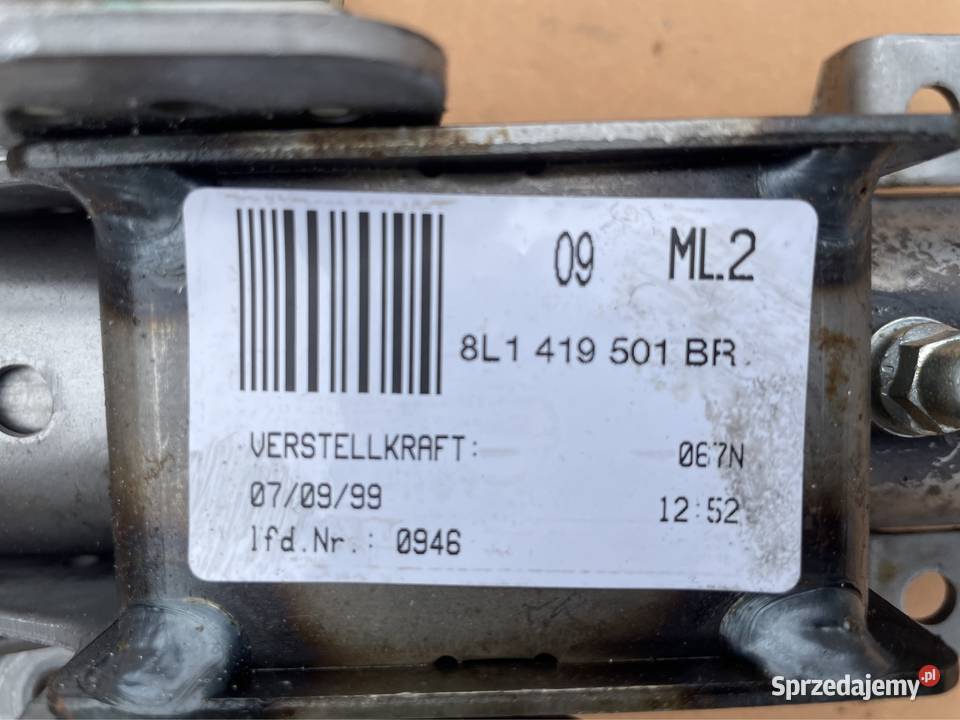 09 ML.2
8L1 419 501 BR.
VERSTELLKRAFT: 067N
07/09/99 12:52
lfd.Nr.: 0946
Sprzedajemy.pl